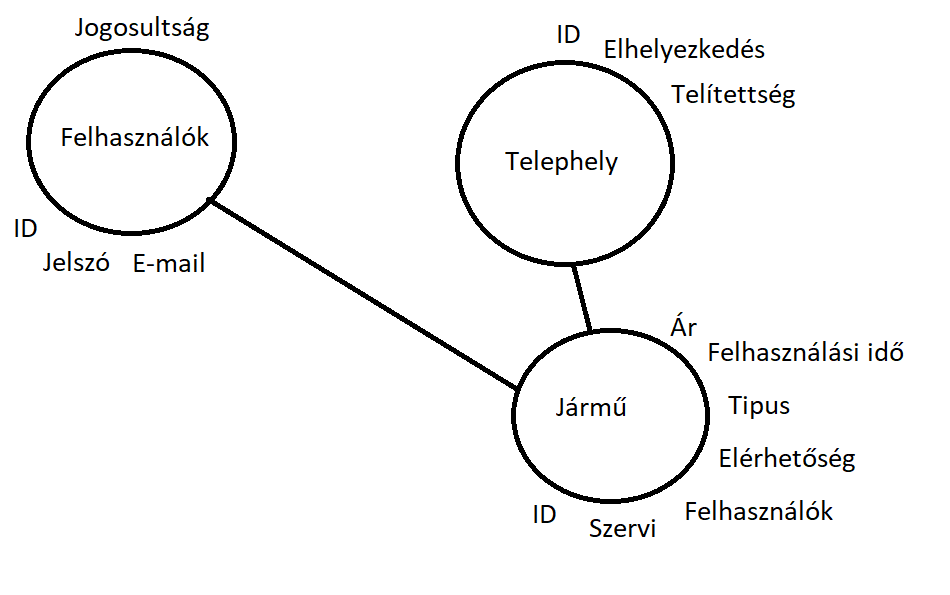 Jogosultság
Felhasználók
ID
Jelszó
E-mail
ID
Elhelyezkedés
Telítettség
Telephely
Ár
Felhasználási idő
Jármű
Tipus
Elérhetőség
Felhasználók
ID
Szervi